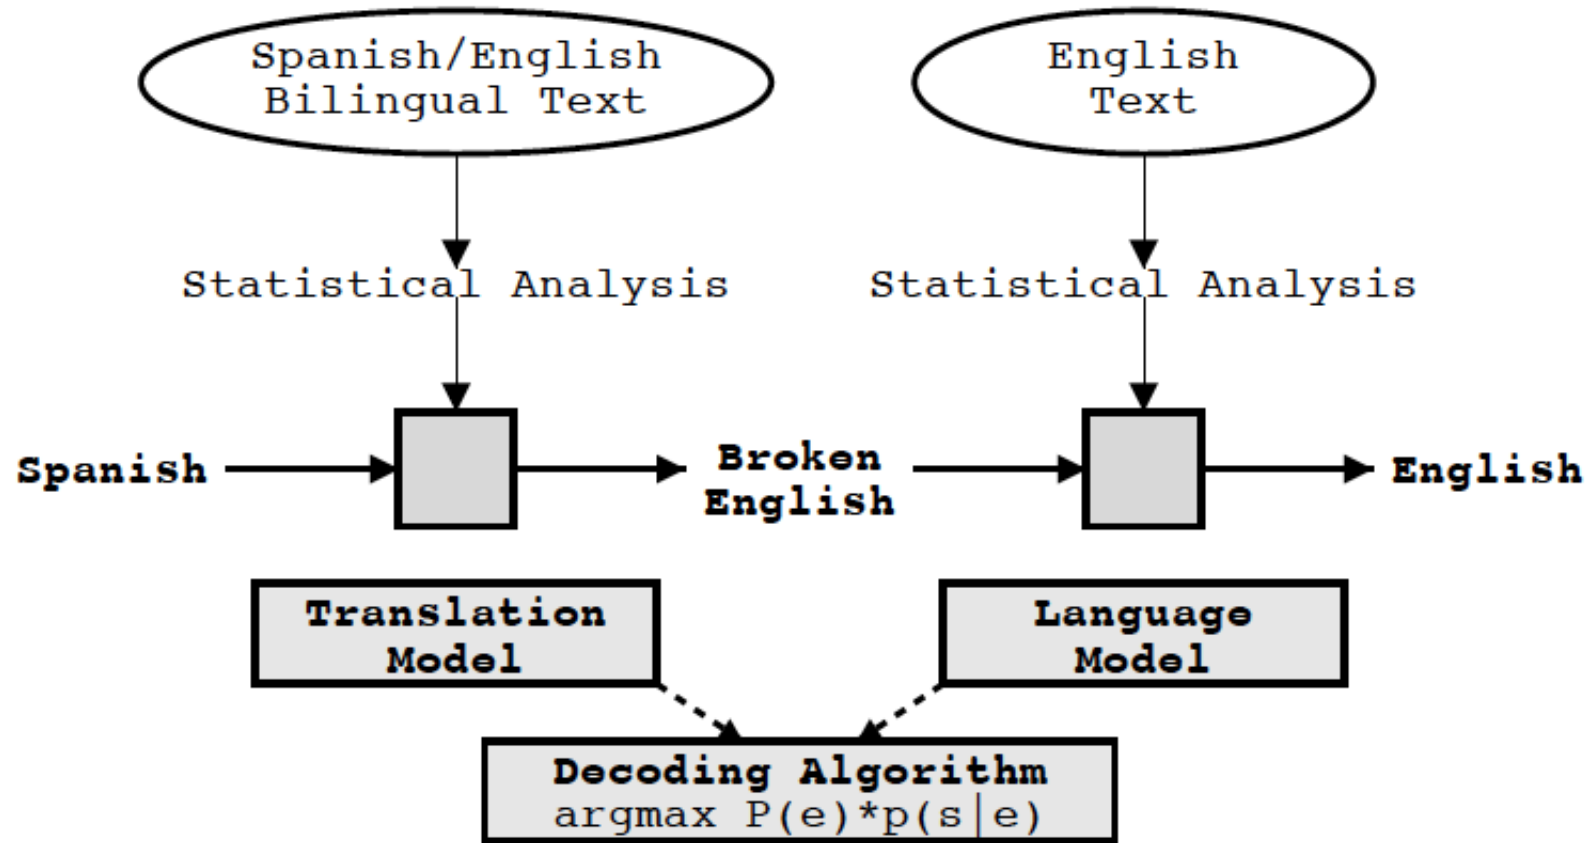 Spanish/English
Bilingual Text
English
Text
Statistical Analysis
Statistical Analysis
Spanish
Broken
English
English
Translation
Model
Language
Model
Decoding Algorithm
argmax P(e)*p(s|e)